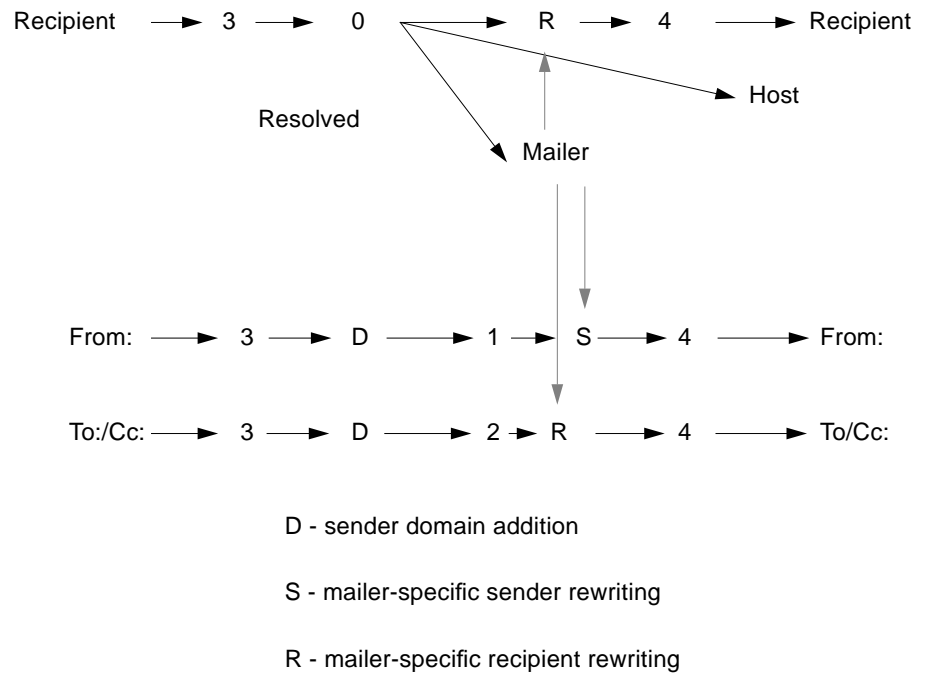 Recipient 3 0 R 4 Recipient
Host
Resolved
Mailer
From: 3 D 1 S 4 From:
To:/Cc: 3 D 2 R 4 To/Cc:
D - sender domain addition
S - mailer-specific sender rewriting
R - mailer-specific recipient rewriting